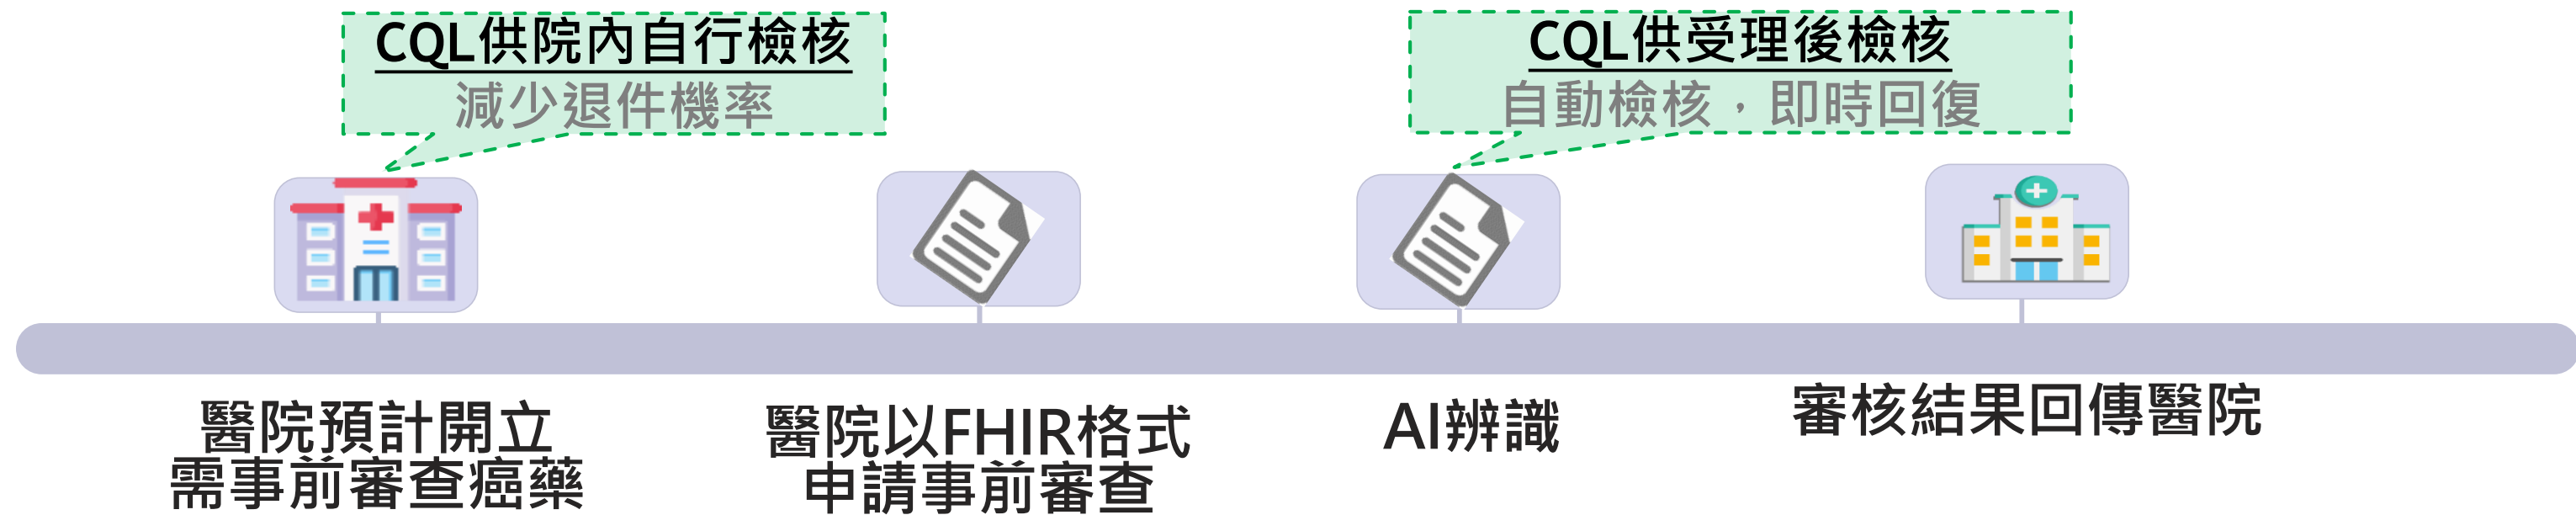 CQL供院內自行檢核
減少退件機率
CQL供受理後檢核
自動檢核，即時回復
醫院預計開立
需事前審查癌藥
醫院以FHIR格式
申請事前審查
AI辨識
審核結果回傳醫院